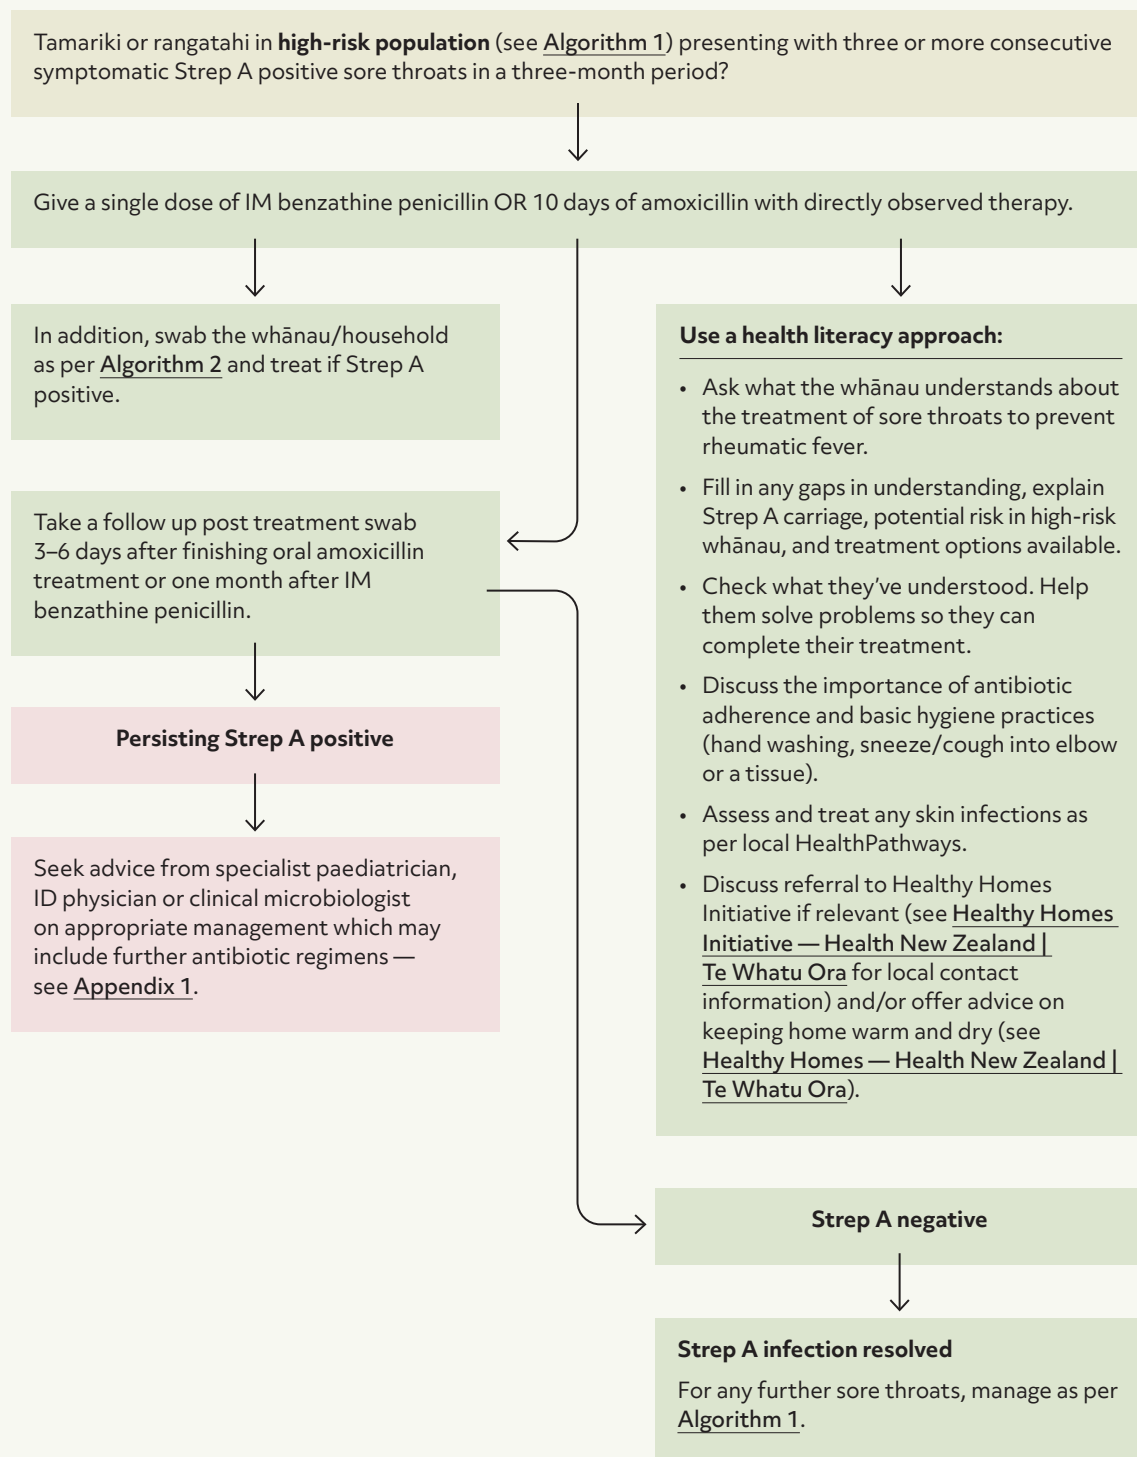 Tamariki or rangatahi in high-risk population (see Algorithm 1) presenting with three or more consecutive
symptomatic Strep A positive sore throats in a three-month period?
Give a single dose of IM benzathine penicillin OR 10 days of amoxicillin with directly observed therapy.
In addition, swab the whānau/household
as per Algorithm 2 and treat if Strep A
positive.
Take a follow up post treatment swab
3–6 days after finishing oral amoxicillin
treatment or one month after IM
benzathine penicillin.
Persisting Strep A positive
Seek advice from specialist paediatrician,
ID physician or clinical microbiologist
on appropriate management which may
include further antibiotic regimens —
see Appendix 1.
Use a health literacy approach:
• Ask what the whānau understands about
the treatment of sore throats to prevent
rheumatic fever.
• Fill in any gaps in understanding, explain
Strep A carriage, potential risk in high-risk
whānau, and treatment options available.
• Check what they’ve understood. Help
them solve problems so they can
complete their treatment.
• Discuss the importance of antibiotic
adherence and basic hygiene practices
(hand washing, sneeze/cough into elbow
or a tissue).
• Assess and treat any skin infections as
per local HealthPathways.
• Discuss referral to Healthy Homes
Initiative if relevant (see Healthy Homes
Initiative — Health New Zealand |
Te Whatu Ora for local contact
information) and/or offer advice on
keeping home warm and dry (see
Healthy Homes — Health New Zealand |
Te Whatu Ora).
Strep A negative
Strep A infection resolved
For any further sore throats, manage as per
Algorithm 1.